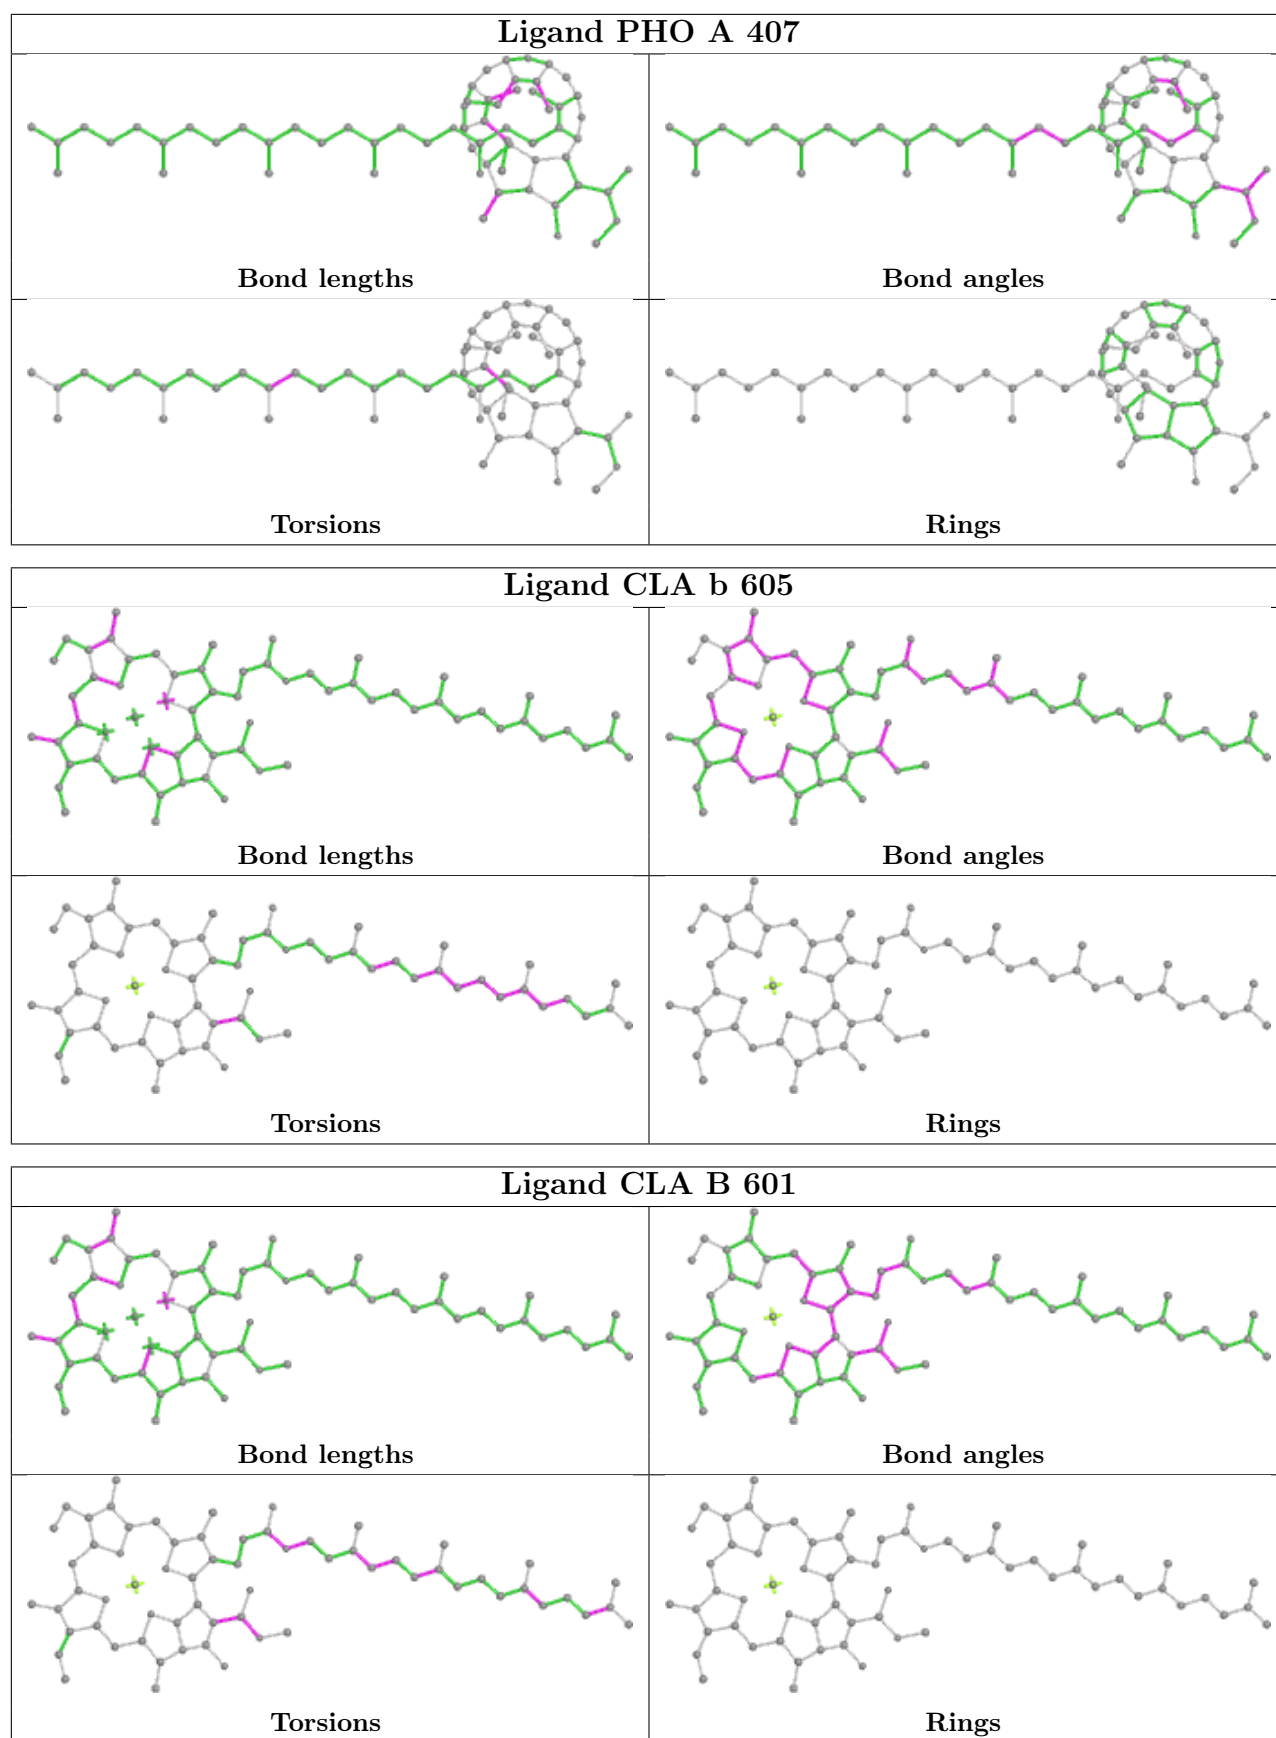 Ligand PHO A 407
Bond lengths
Bond angles
Torsions
Rings
Ligand CLA b 605
Bond lengths
Bond angles
Torsions
Rings
Ligand CLA B 601
Bond lengths
Bond angles
Torsions
Rings